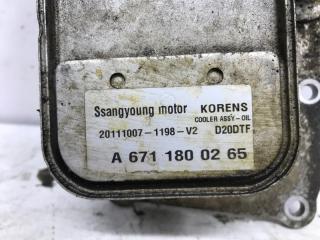 Ssangyoung motor KORENS
COOLER ASSY-OIL
20111007-1198-V2 D20DTF
A 671 180 02 65